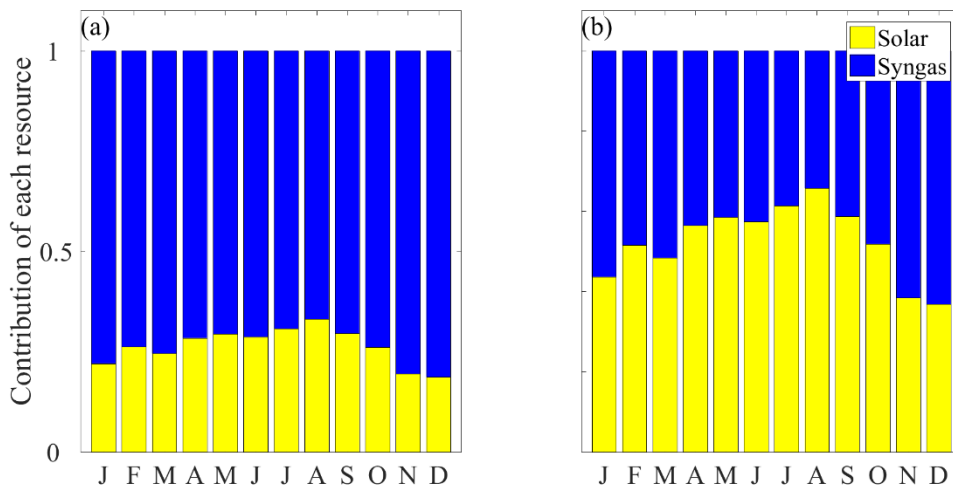 (a)
(b)
Solar
Syngas
Contribution of each resource
1
0.5
0
J F M A M J J A S O N D
J F M A M J J A S O N D